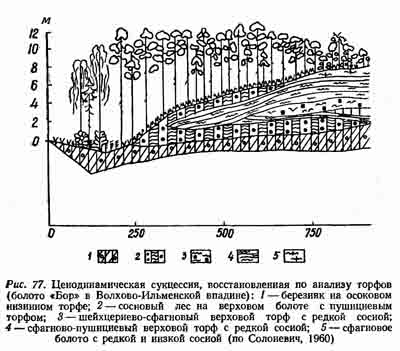 М
12
10
8
6
4
2
0
0 250 500 750
1 2 3 4 5
Рис. 77. Ценодинамическая сукцессия, восстановленная по анализу торфов
(болото «Бор» в Волхово-Ильменской впадине): 1 — березняк на осоковом
низинном торфе; 2 — сосновый лес на верховом болоте с пушициевым
торфом; 3 — шейхцериево-сфагновый верховой торф с редкой сосной;
4 — сфагново-пушициевый верховой торф с редкой сосной; 5 — сфагновое
болото с редкой и низкой сосной (по Солоневич, 1960)